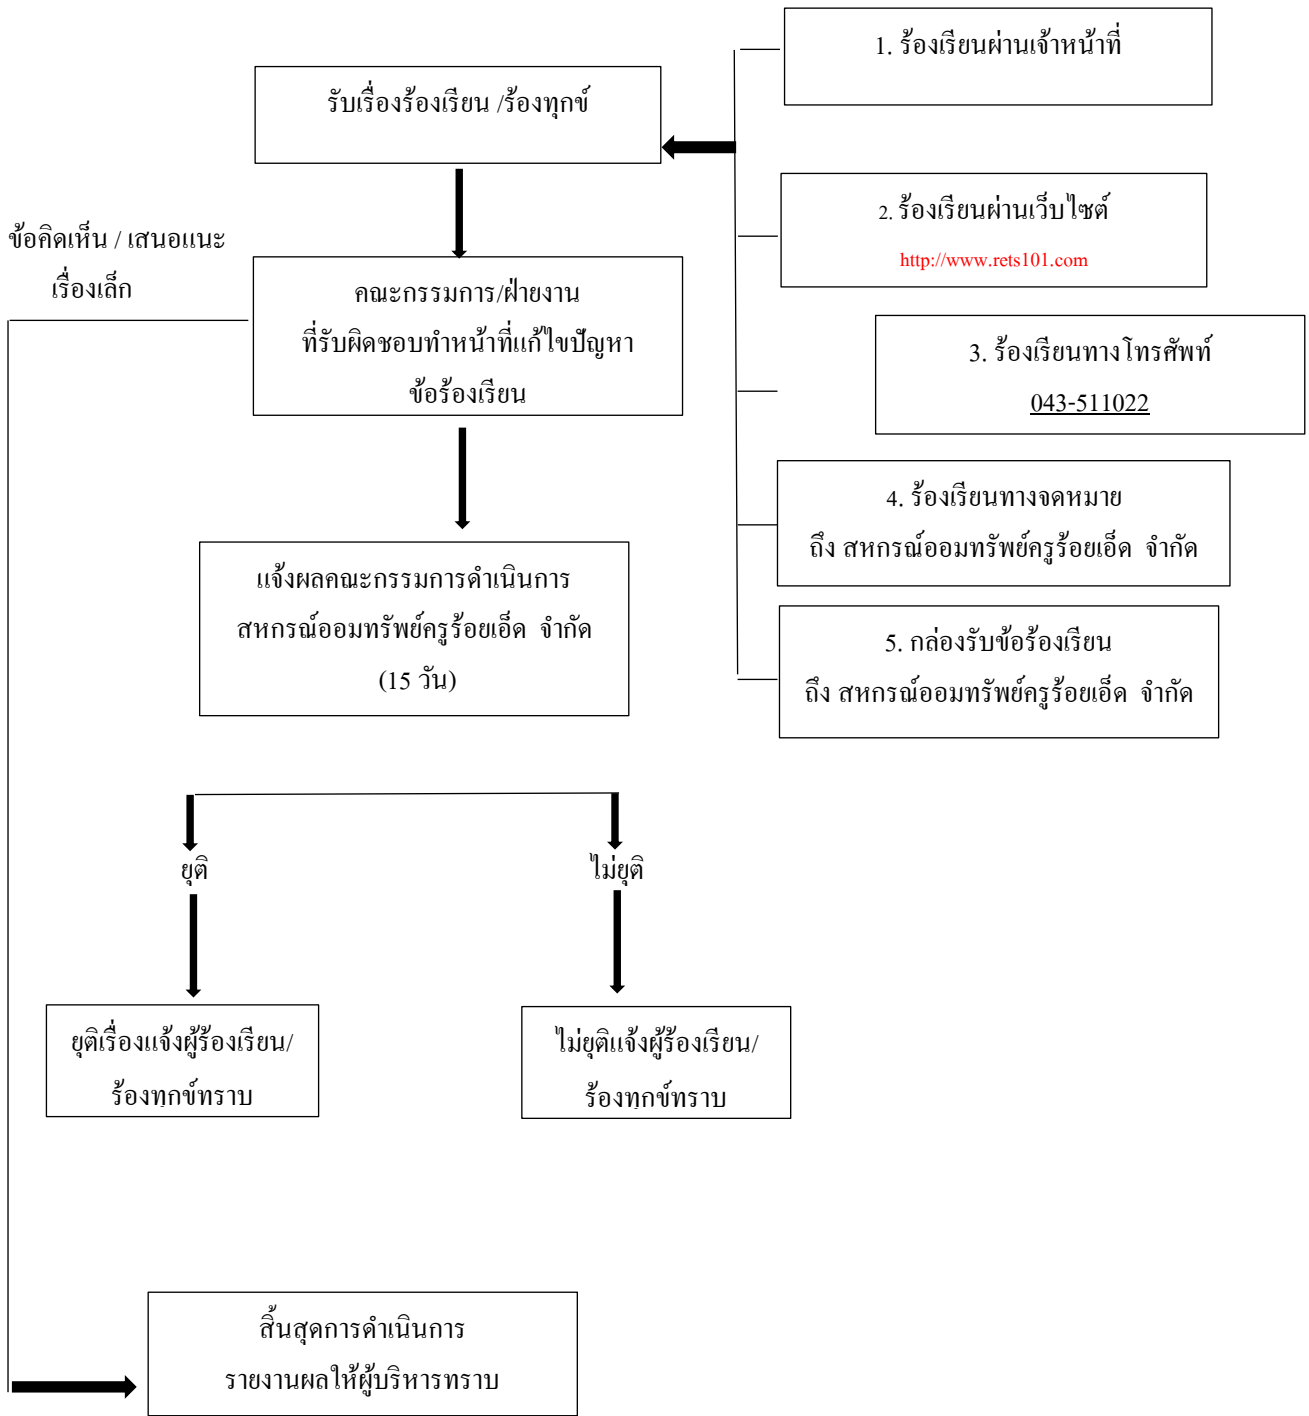 1. ร้องเรียนผ่านเจ้าหน้าที่
รับเรื่องร้องเรียน /ร้องทุกข์
2. ร้องเรียนผ่านเว็บไซต์
http://www.rets101.com
ข้อคิดเห็น / เสนอแนะ
เรื่องเล็ก
คณะกรรมการ/ฝ่ายงาน
ที่รับผิดชอบทำหน้าที่แก้ไขปัญหา
ข้อร้องเรียน
3. ร้องเรียนทางโทรศัพท์
043-511022
4. ร้องเรียนทางจดหมาย
ถึง สหกรณ์ออมทรัพย์ครูร้อยเอ็ด จำกัด
แจ้งผลคณะกรรมการดำเนินการ
สหกรณ์ออมทรัพย์ครูร้อยเอ็ด จำกัด
(15 วัน)
5. กล่องรับข้อร้องเรียน
ถึง สหกรณ์ออมทรัพย์ครูร้อยเอ็ด จำกัด
ยุติ
ไม่ยุติ
ยุติเรื่องแจ้งผู้ร้องเรียน/
ร้องทุกข์ทราบ
ไม่ยุติแจ้งผู้ร้องเรียน/
ร้องทุกข์ทราบ
สิ้นสุดการดำเนินการ
รายงานผลให้ผู้บริหารทราบ